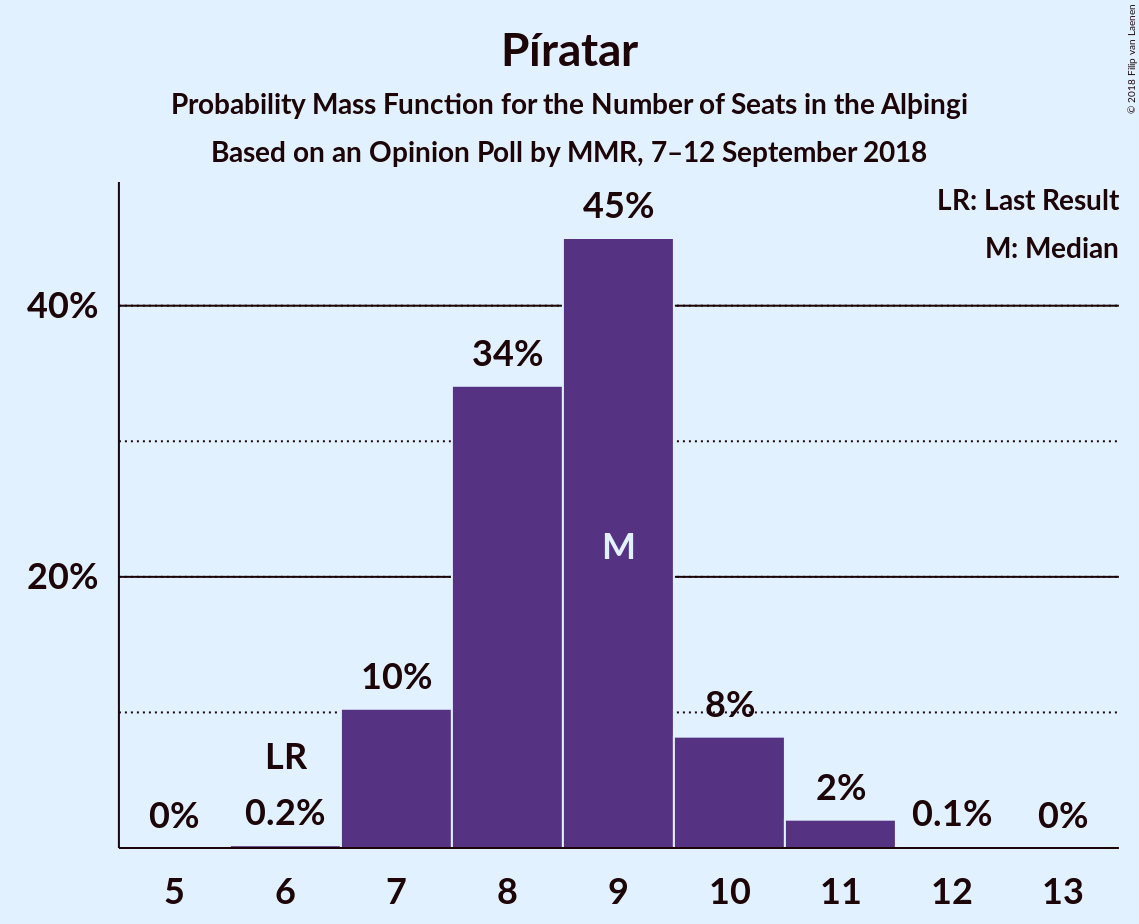 Píratar
Probability Mass Function for the Number of Seats in the Alþingi
Based on an Opinion Poll by MMR, 7–12 September 2018
© 2018 Filip van Laenen
LR: Last Result
M: Median
40%
20%
0%
LR
0.2%
10%
34%
45%
M
8%
2%
0.1%
0%
5 6 7 8 9 10 11 12 13